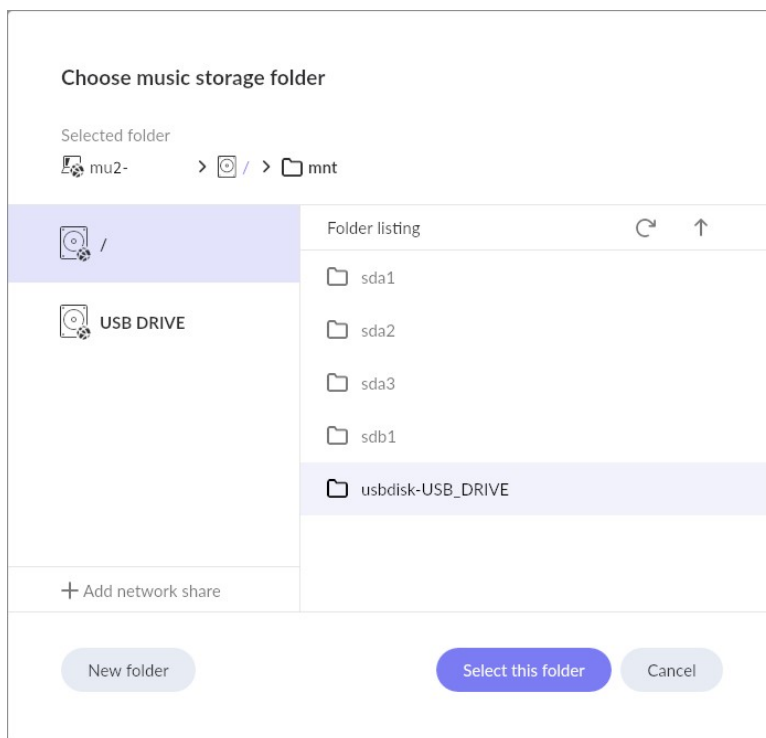 Choose music storage folder
Selected folder
mu2- > / > mnt
/
USB DRIVE
Folder listing
sda1
sda2
sda3
sdb1
usbdisk-USB_DRIVE
+ Add network share
New folder
Select this folder
Cancel